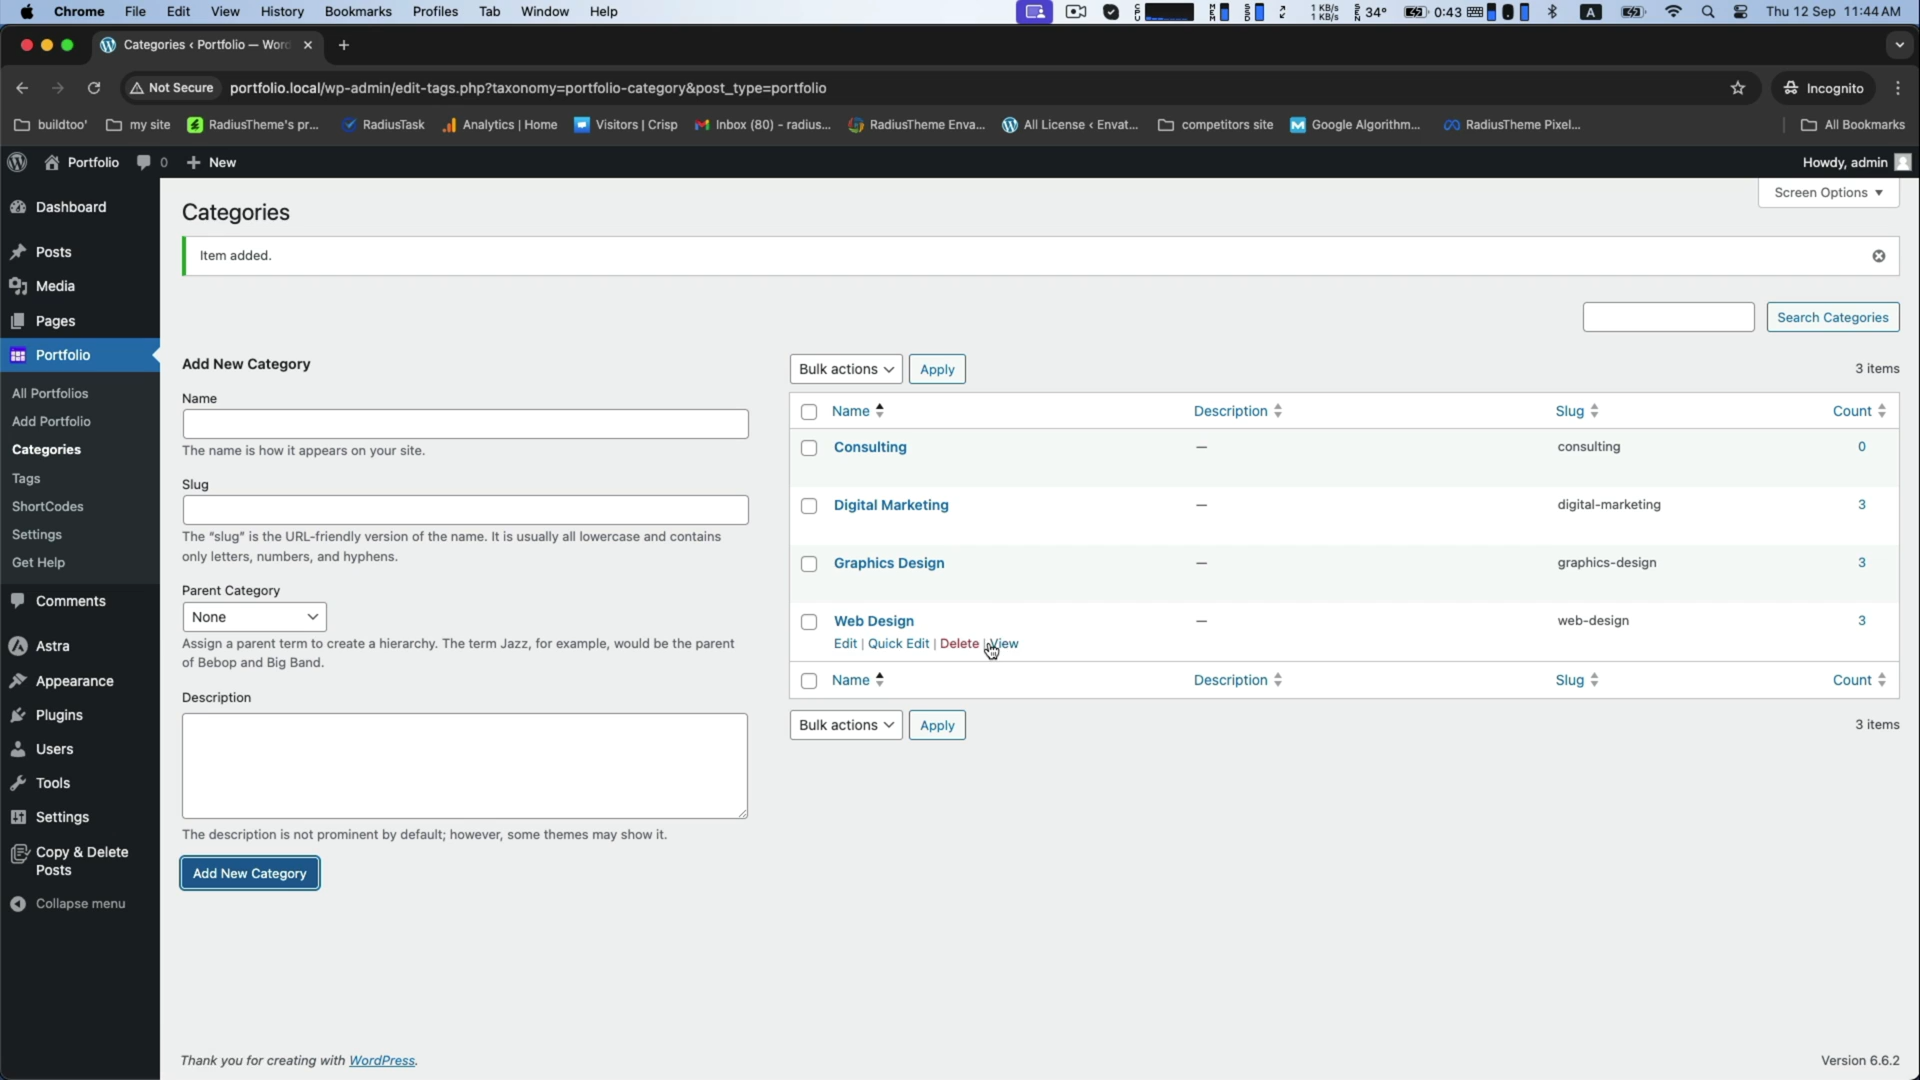 Chrome File Edit View History Bookmarks Profiles Tab Window Help 1 KB/s 1 KB/s 34° 0:43 A Thu 12 Sep 11:44 AM
Categories ‹ Portfolio — Word
Not Secure portfolio.local/wp-admin/edit-tags.php?taxonomy=portfolio-category&post_type=portfolio Incognito
buildtoo' my site RadiusTheme's pr... RadiusTask Analytics | Home Visitors | Crisp Inbox (80) - radius... RadiusTheme Enva... All License ‹ Envat... competitors site Google Algorithm... RadiusTheme Pixel... All Bookmarks
Portfolio 0 New Howdy, admin
Dashboard
Posts
Media
Pages
Portfolio
All Portfolios
Add Portfolio
Categories
Tags
ShortCodes
Settings
Get Help
Comments
Astra
Appearance
Plugins
Users
Tools
Settings
Copy & Delete
Posts
Collapse menu
Screen Options
Categories
Item added.
Search Categories
Add New Category
Name
The name is how it appears on your site.
Slug
The “slug” is the URL-friendly version of the name. It is usually all lowercase and contains
only letters, numbers, and hyphens.
Parent Category
None
Assign a parent term to create a hierarchy. The term Jazz, for example, would be the parent
of Bebop and Big Band.
Description
The description is not prominent by default; however, some themes may show it.
Add New Category
Bulk actions Apply 3 items
Name Description Slug Count
Consulting — consulting 0
Digital Marketing — digital-marketing 3
Graphics Design — graphics-design 3
Web Design — web-design 3
Edit | Quick Edit | Delete | View
Name Description Slug Count
Bulk actions Apply 3 items
Thank you for creating with WordPress. Version 6.6.2